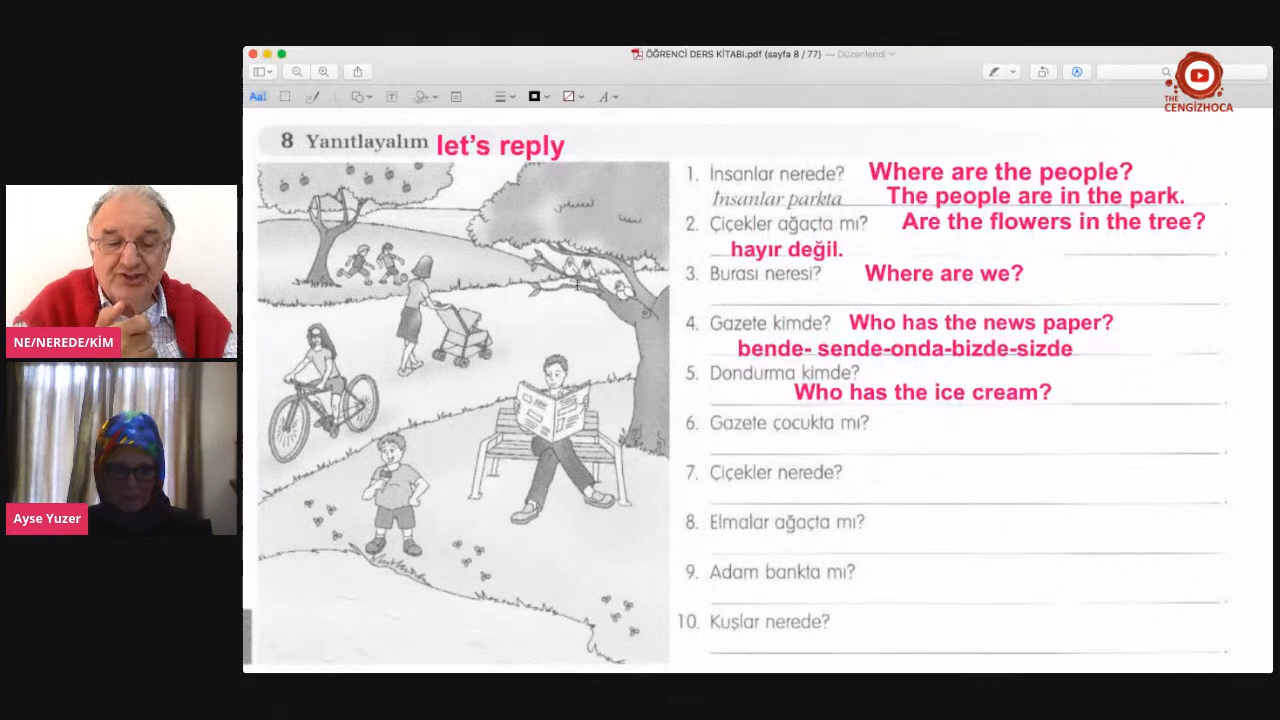 ÖĞRENCİ DERS KİTABI.pdf (sayfa 8 / 77) — Düzenlendi
THE
CENGİZHOCA
8 Yanıtlayalım let's reply
1. İnsanlar nerede? Where are the people?
İnsanlar parkta The people are in the park.
2. Çiçekler ağaçta mı? Are the flowers in the tree?
hayır değil.
3. Burası neresi? Where are we?
4. Gazete kimde? Who has the news paper?
bende- sende-onda-bizde-sizde
5. Dondurma kimde?
Who has the ice cream?
6. Gazete çocukta mı?
7. Çiçekler nerede?
8. Elmalar ağaçta mı?
9. Adam bankta mı?
10. Kuşlar nerede?
NE/NEREDE/KİM
Ayse Yuzer